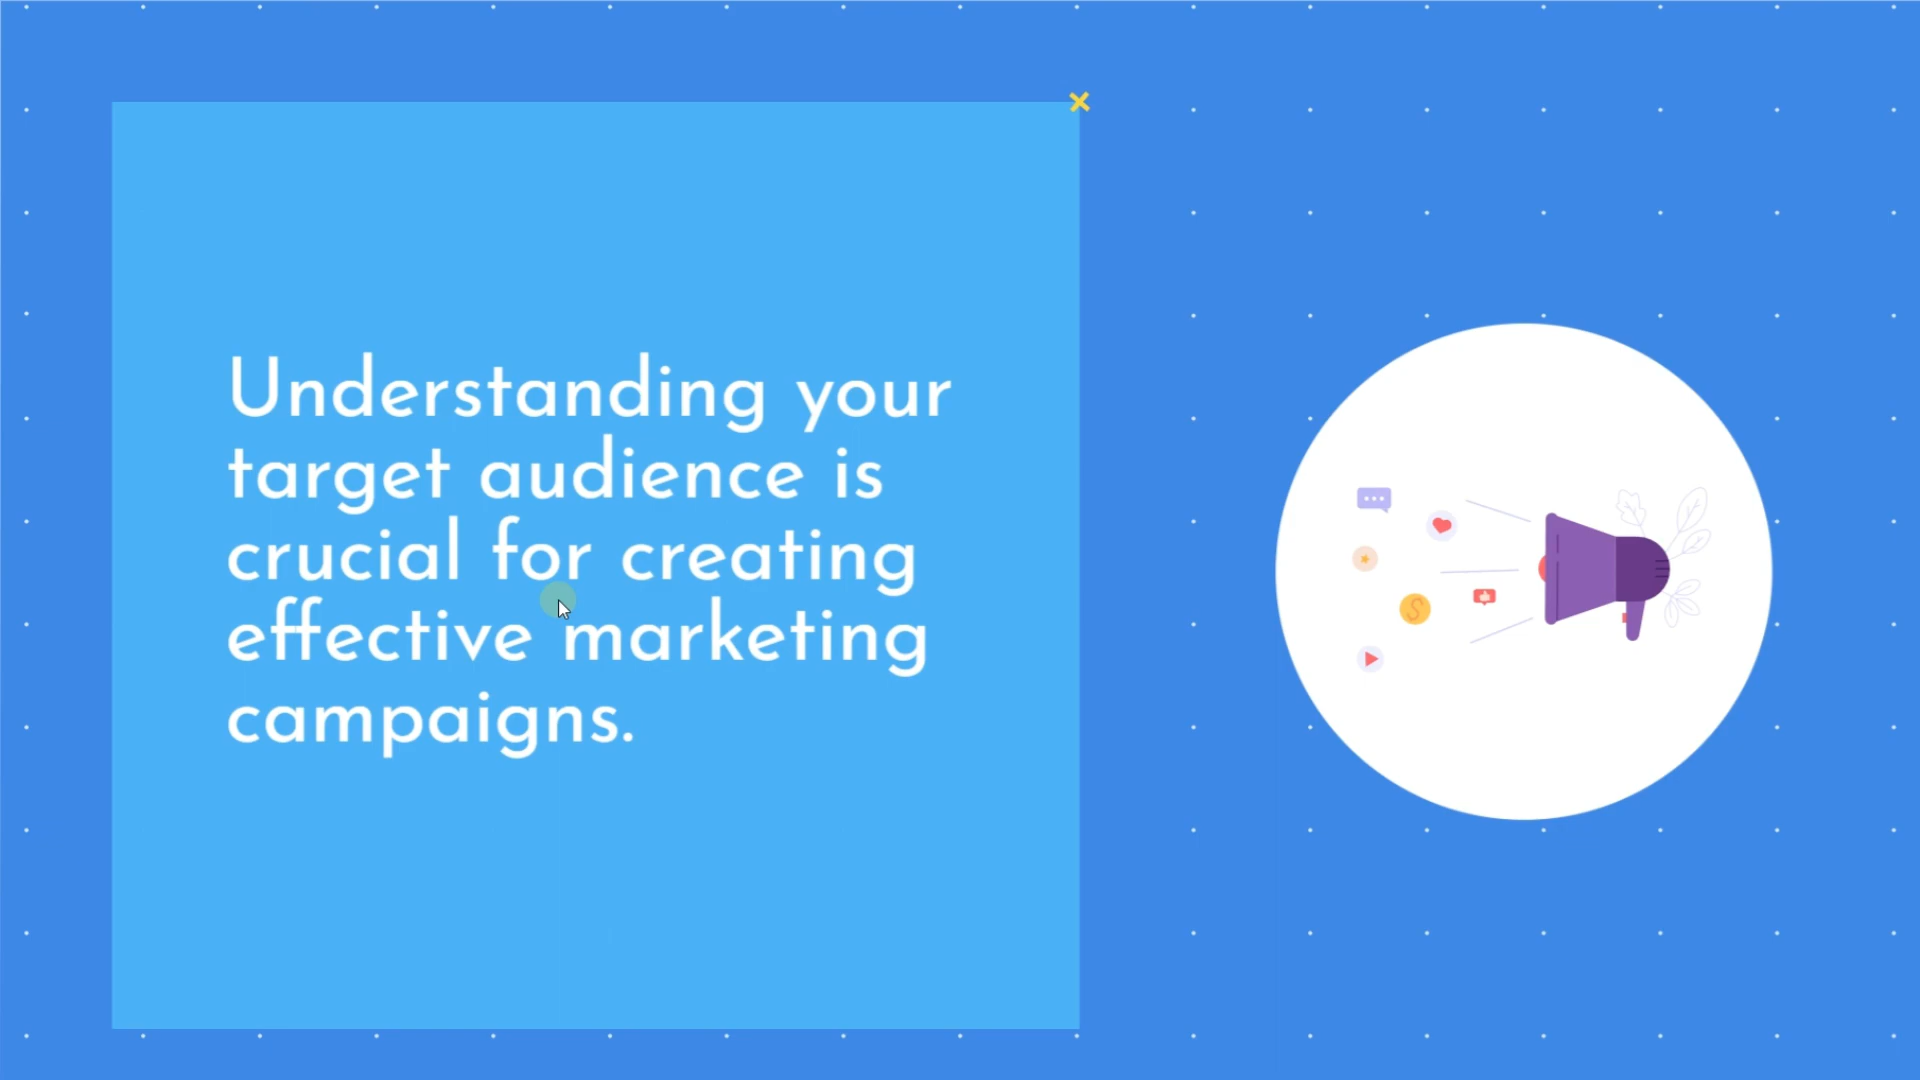 Understanding your
target audience is
crucial for creating
effective marketing
campaigns.